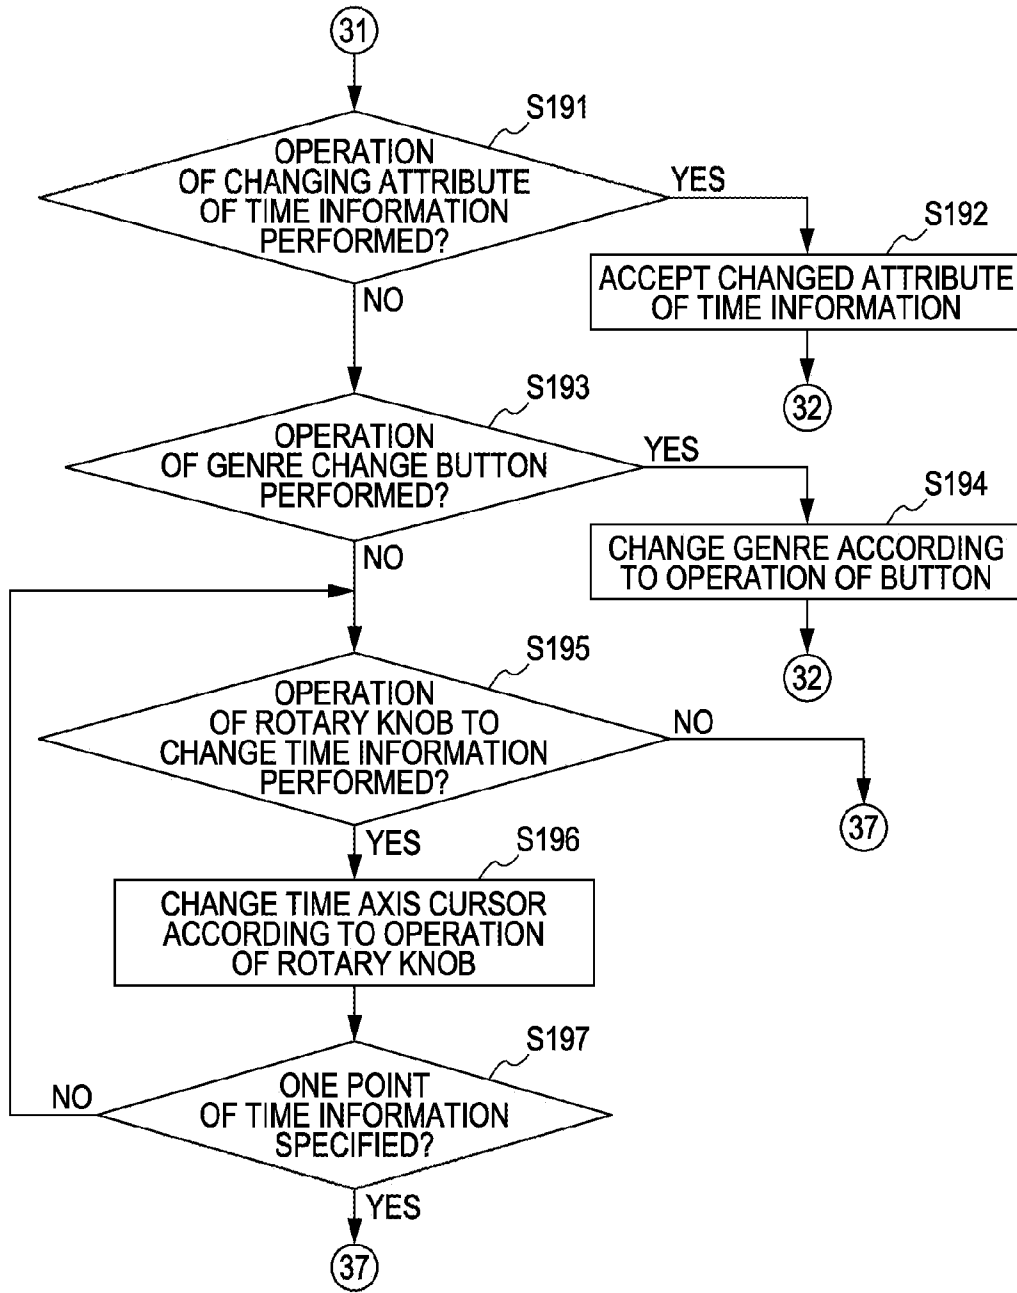 31
S191
OPERATION
OF CHANGING ATTRIBUTE
OF TIME INFORMATION
PERFORMED?
YES
S192
ACCEPT CHANGED ATTRIBUTE
OF TIME INFORMATION
32
NO
S193
OPERATION
OF GENRE CHANGE BUTTON
PERFORMED?
YES
S194
CHANGE GENRE ACCORDING
TO OPERATION OF BUTTON
32
NO
S195
OPERATION
OF ROTARY KNOB TO
CHANGE TIME INFORMATION
PERFORMED?
NO
37
YES
S196
CHANGE TIME AXIS CURSOR
ACCORDING TO OPERATION
OF ROTARY KNOB
S197
ONE POINT
OF TIME INFORMATION
SPECIFIED?
NO
YES
37